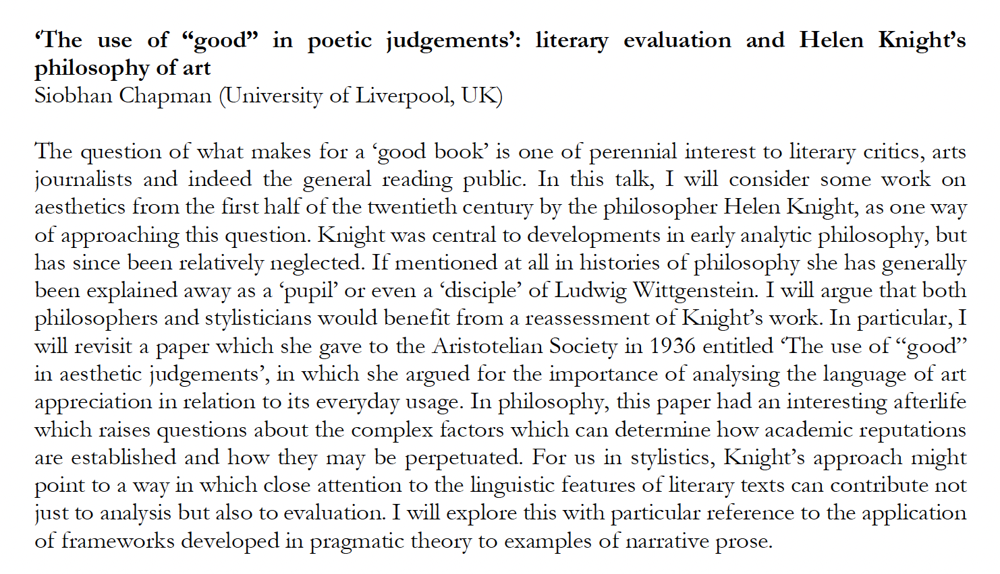 ‘The use of “good” in poetic judgements’: literary evaluation and Helen Knight’s
philosophy of art
Siobhan Chapman (University of Liverpool, UK)
The question of what makes for a ‘good book’ is one of perennial interest to literary critics, arts
journalists and indeed the general reading public. In this talk, I will consider some work on
aesthetics from the first half of the twentieth century by the philosopher Helen Knight, as one way
of approaching this question. Knight was central to developments in early analytic philosophy, but
has since been relatively neglected. If mentioned at all in histories of philosophy she has generally
been explained away as a ‘pupil’ or even a ‘disciple’ of Ludwig Wittgenstein. I will argue that both
philosophers and stylisticians would benefit from a reassessment of Knight’s work. In particular, I
will revisit a paper which she gave to the Aristotelian Society in 1936 entitled ‘The use of “good”
in aesthetic judgements’, in which she argued for the importance of analysing the language of art
appreciation in relation to its everyday usage. In philosophy, this paper had an interesting afterlife
which raises questions about the complex factors which can determine how academic reputations
are established and how they may be perpetuated. For us in stylistics, Knight’s approach might
point to a way in which close attention to the linguistic features of literary texts can contribute not
just to analysis but also to evaluation. I will explore this with particular reference to the application
of frameworks developed in pragmatic theory to examples of narrative prose.